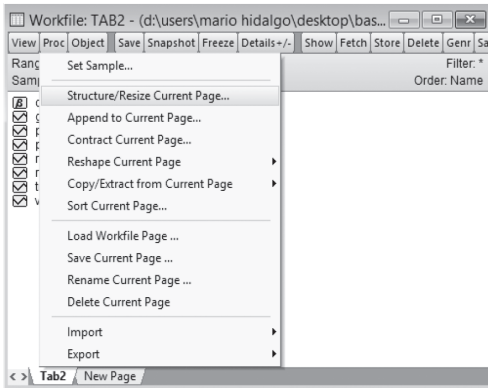 Workfile: TAB2 - (d:\users\mario hidalgo\desktop\bas...
View Proc Object Save Snapshot Freeze Details+/- Show Fetch Store Delete Genr Sa
Rang Filter: *
Samp Order: Name
Set Sample...
Structure/Resize Current Page...
Append to Current Page...
Contract Current Page...
Reshape Current Page
Copy/Extract from Current Page
Sort Current Page...
Load Workfile Page ...
Save Current Page ...
Rename Current Page ...
Delete Current Page
Import
Export
Tab2 New Page